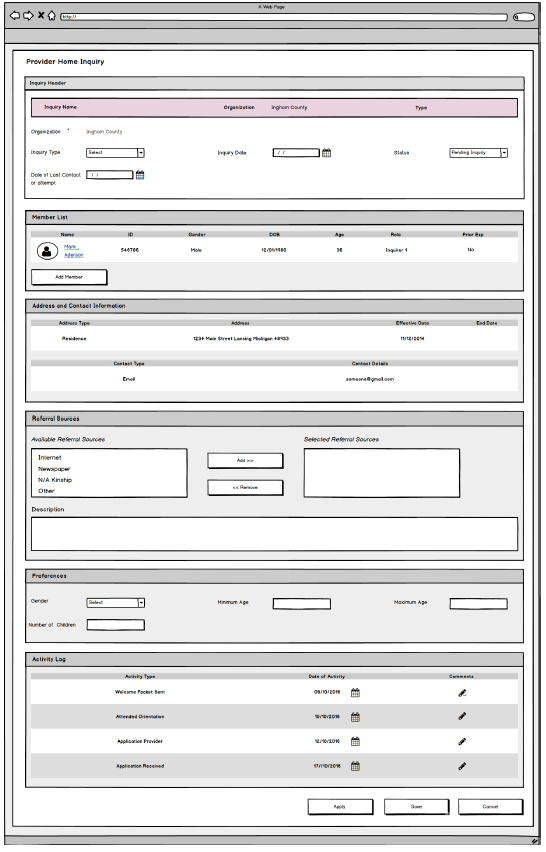 A Web Page
http://
Provider Home Inquiry
Inquiry Header
Inquiry Name Organization Ingham County Type
Organization * Ingham County
Inquiry Type Select Inquiry Date / / Status Pending Inquiry
Date of Last Contact / /
or attempt
Member List
Name ID Gender DOB Age Role Prior Exp
Mark , 546786 Male 12/01/1980 36 Inquirer 1 No
Aderson
Add Member
Address and Contact Information
Address Type Address Effective Date End Date
Residence 1234 Main Street Lansing Michigan 11/12/2014
Contact Type Contact Details
Email someone@gmail.com
Referral Sources
Available Referral Sources Selected Referral Sources
Internet
Newspaper
N/A Kinship
Other
Add >>
<< Remove
Description
Preferences
Gender Select Minimum Age Maximum Age
Number of Children
Activity Log
Activity Type Date of Activity Comments
Welcome Packet Sent 09/10/2016
Attended Orientation 10/10/2016
Application Provider 12/10/2016
Application Received 17//10/2016
Apply Save Cancel